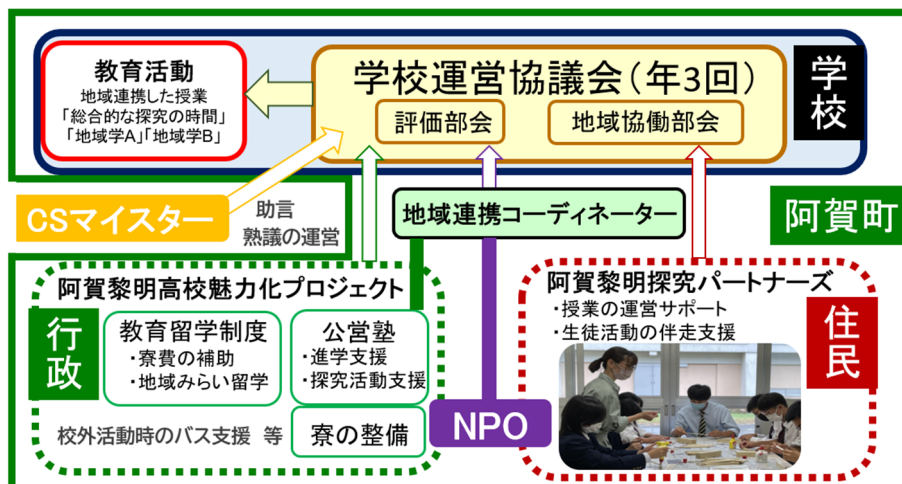 教育活動
地域連携した授業
「総合的な探究の時間」
「地域学A」「地域学B」
学校運営協議会(年3回)
評価部会
地域協働部会
学校
CSマイスター
助言
熟議の運営
地域連携コーディネーター
阿賀町
阿賀黎明高校魅力化プロジェクト
行政
教育留学制度
・寮費の補助
・地域みらい留学
公営塾
・進学支援
・探究活動支援
校外活動時のバス支援 等
寮の整備
NPO
阿賀黎明探究パートナーズ
・授業の運営サポート
・生徒活動の伴走支援
住民